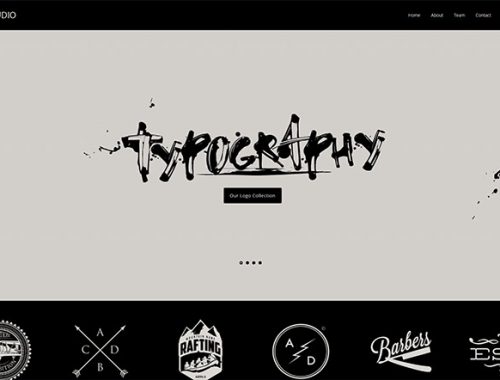 UDIO
Home About Team Contact
TYPOGRAPHY
Our Logo Collection
A
C D
B
RAFTING
A D
Barbers
ES